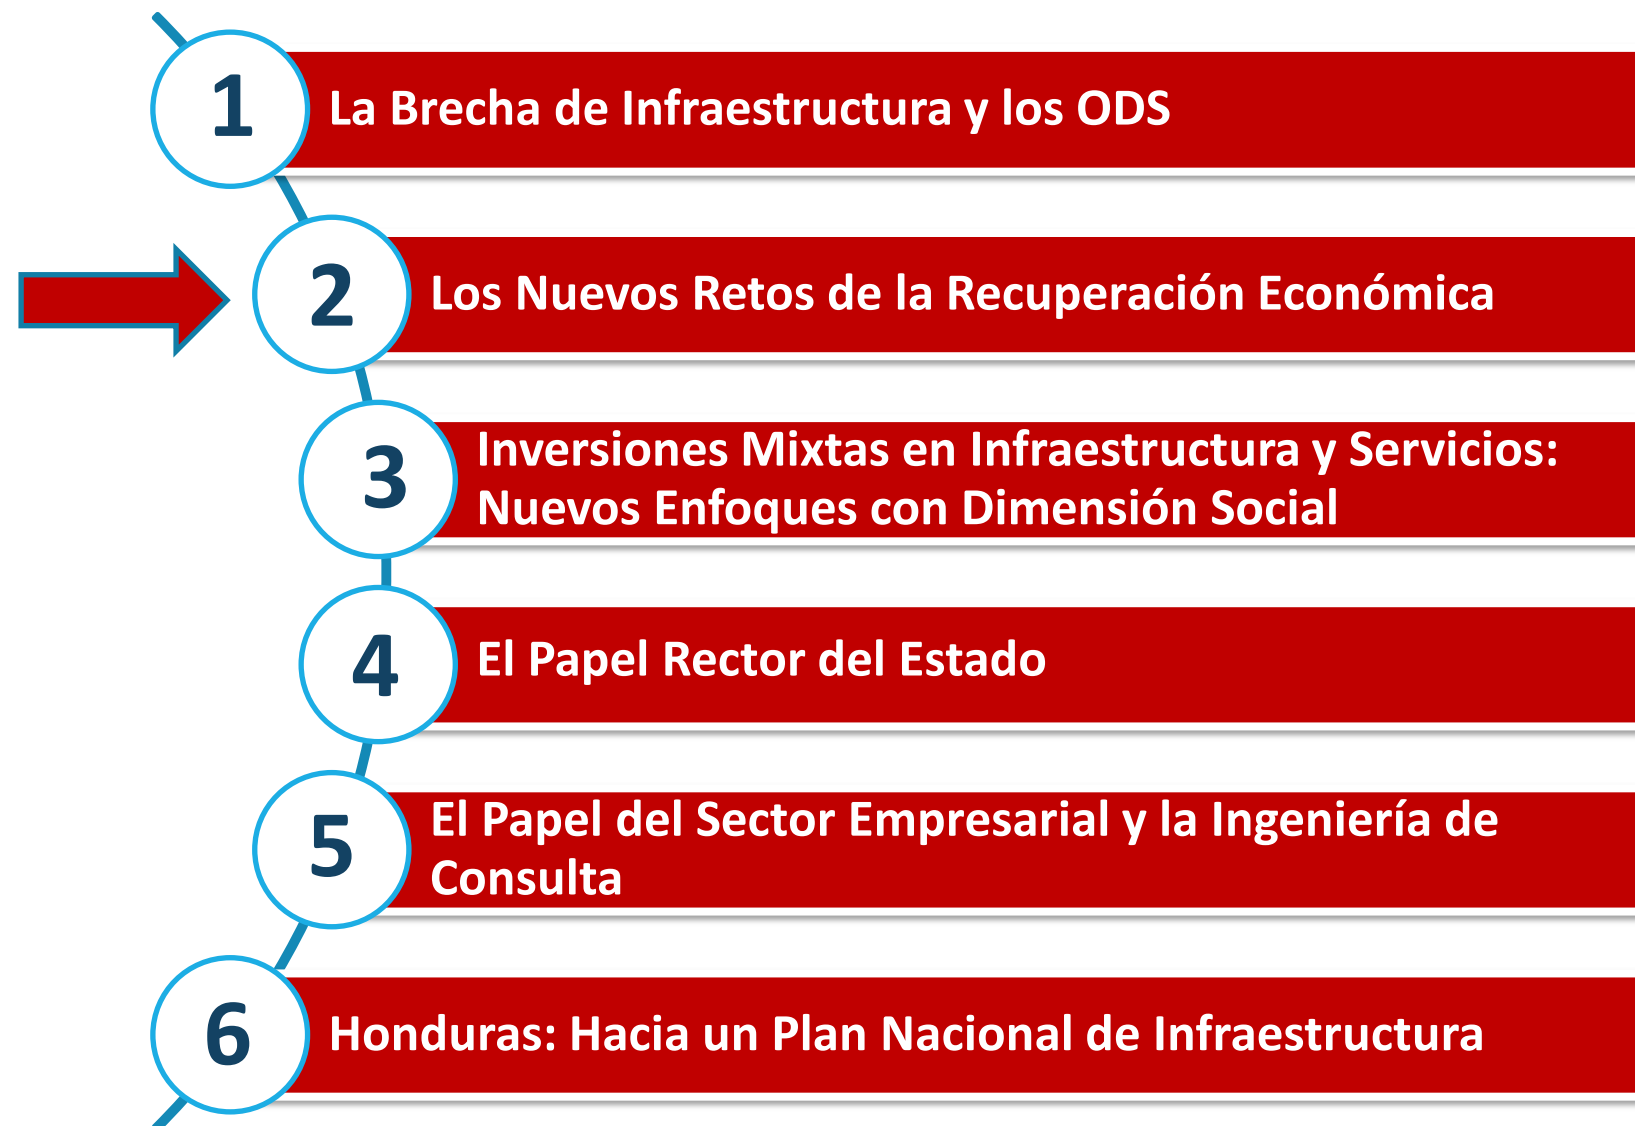 1
La Brecha de Infraestructura y los ODS
2
Los Nuevos Retos de la Recuperación Económica
3
Inversiones Mixtas en Infraestructura y Servicios:
Nuevos Enfoques con Dimensión Social
4
El Papel Rector del Estado
5
El Papel del Sector Empresarial y la Ingeniería de
Consulta
6
Honduras: Hacia un Plan Nacional de Infraestructura